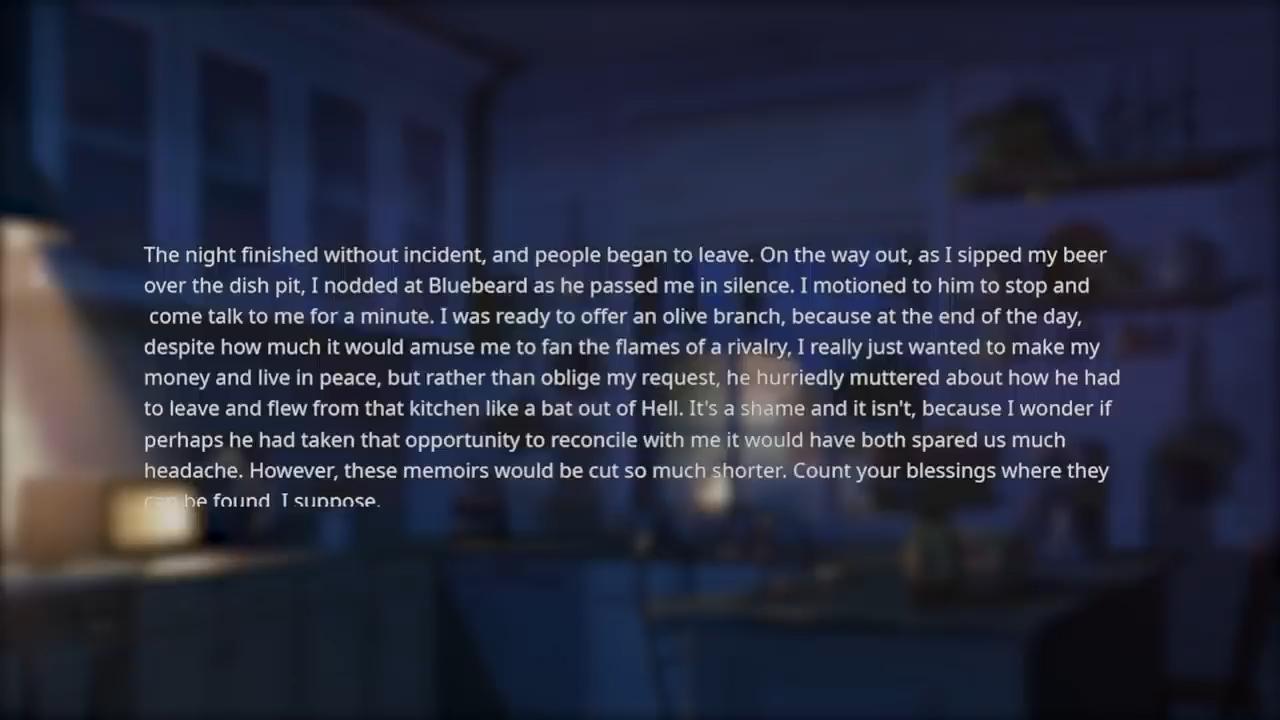 The night finished without incident, and people began to leave. On the way out, as I sipped my beer
over the dish pit, I nodded at Bluebeard as he passed me in silence. I motioned to him to stop and
come talk to me for a minute. I was ready to offer an olive branch, because at the end of the day,
despite how much it would amuse me to fan the flames of a rivalry, I really just wanted to make my
money and live in peace, but rather than oblige my request, he hurriedly muttered about how he had
to leave and flew from that kitchen like a bat out of Hell. It's a shame and it isn't, because I wonder if
perhaps he had taken that opportunity to reconcile with me it would have both spared us much
headache. However, these memoirs would be cut so much shorter. Count your blessings where they
can be found, I suppose.